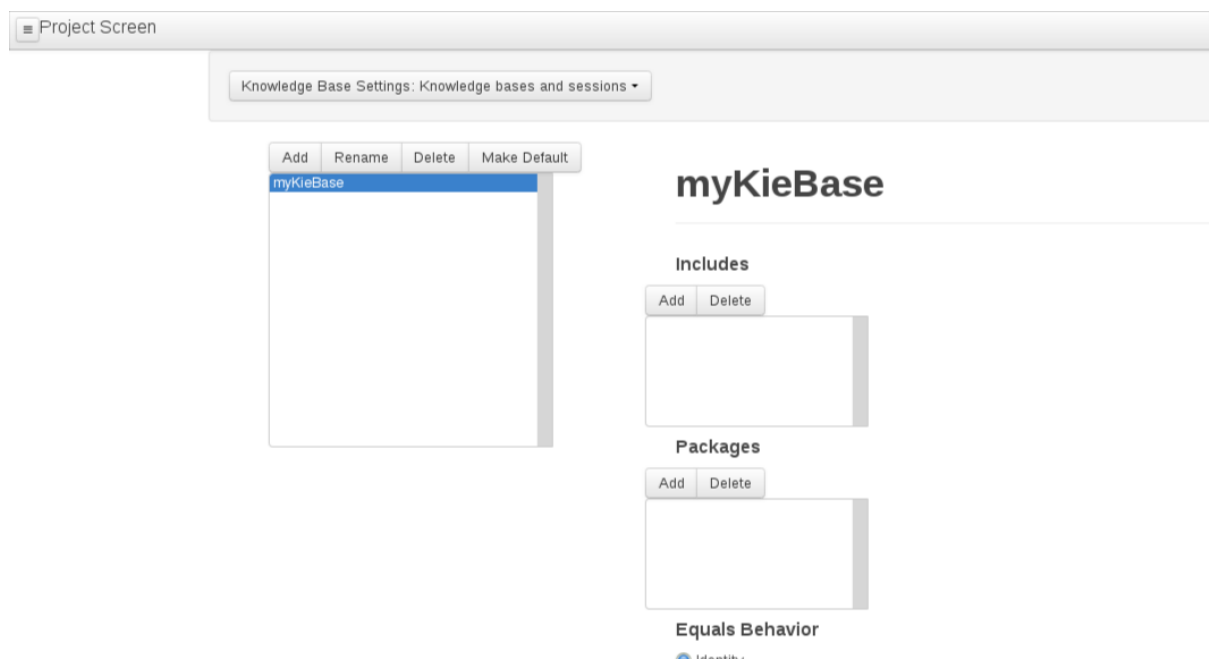 Project Screen
Knowledge Base Settings: Knowledge bases and sessions
Add Rename Delete Make Default
myKieBase
myKieBase
Includes
Add Delete
Packages
Add Delete
Equals Behavior
Identity